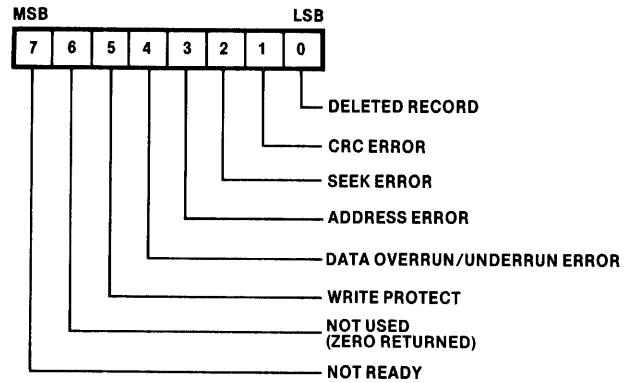 MSB LSB
7 6 5 4 3 2 1 0
DELETED RECORD
CRC ERROR
SEEK ERROR
ADDRESS ERROR
DATA OVERRUN/UNDERRUN ERROR
WRITE PROTECT
NOT USED
(ZERO RETURNED)
NOT READY